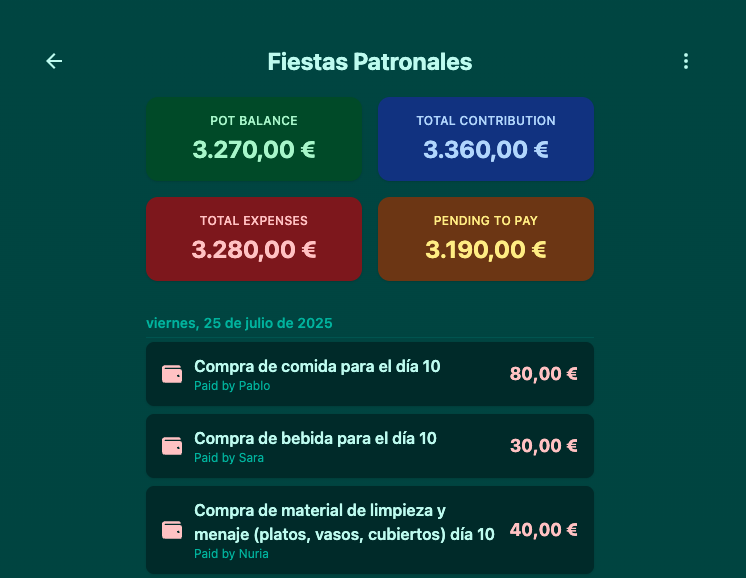 Fiestas Patronales
POT BALANCE
3.270,00 €
TOTAL CONTRIBUTION
3.360,00 €
TOTAL EXPENSES
3.280,00 €
PENDING TO PAY
3.190,00 €
viernes, 25 de julio de 2025
Compra de comida para el día 10
Paid by Pablo
80,00 €
Compra de bebida para el día 10
Paid by Sara
30,00 €
Compra de material de limpieza y
menaje (platos, vasos, cubiertos) día 10
Paid by Nuria
40,00 €